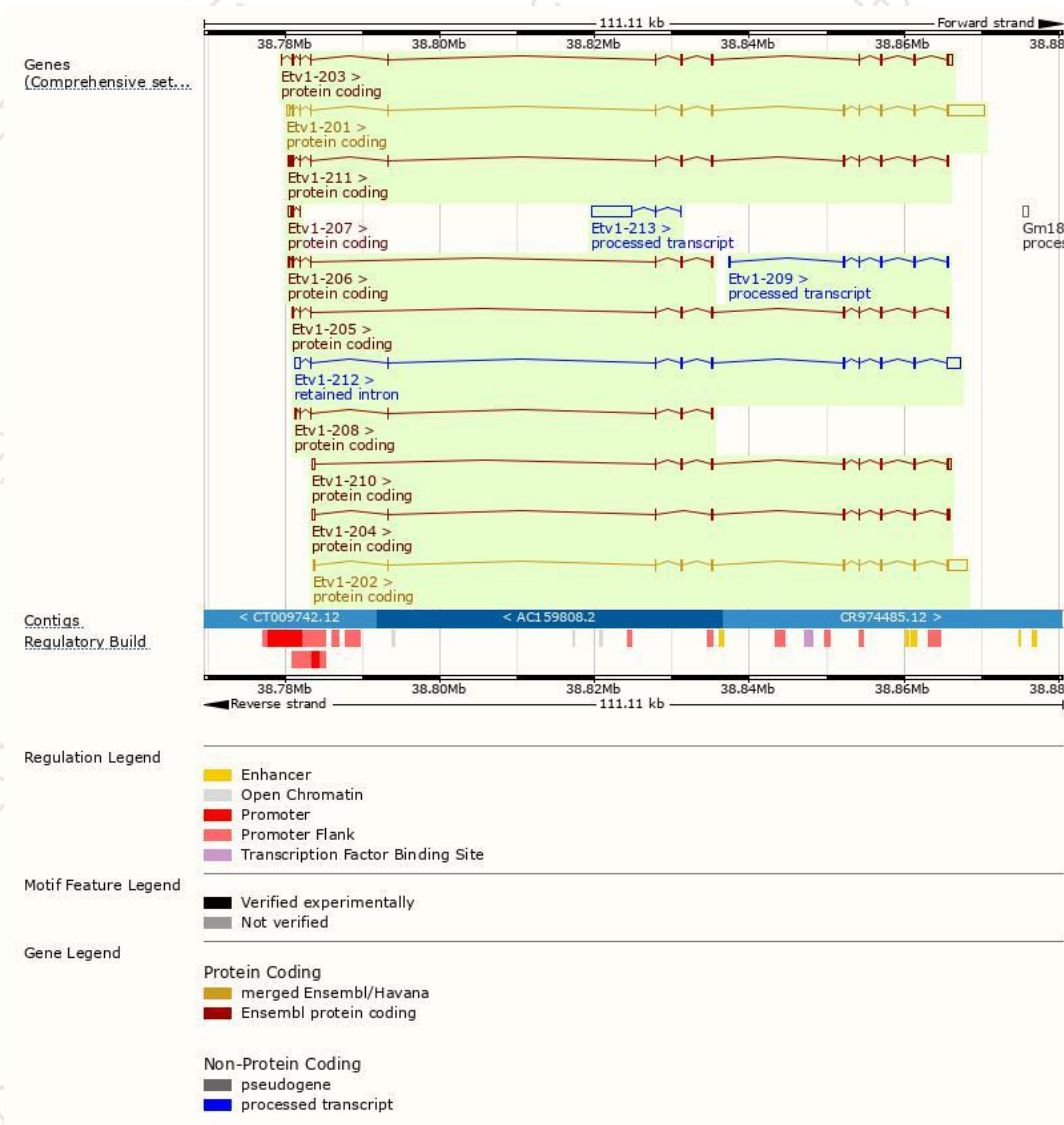 111.11 kb
Forward strand
38.78Mb 38.80Mb 38.82Mb 38.84Mb 38.86Mb 38.88
Genes
(Comprehensive set...
Etv1-203 >
protein coding
Etv1-201 >
protein coding
Etv1-211 >
protein coding
Etv1-207 > Etv1-213 > Gm18
protein coding processed transcript proces
Etv1-206 > Etv1-209 >
protein coding processed transcript
Etv1-205 >
protein coding
Etv1-212 >
retained intron
Etv1-208 >
protein coding
Etv1-210 >
protein coding
Etv1-204 >
protein coding
Etv1-202 >
protein coding
Contigs < CT009742.12 < AC159808.2 CR974485.12 >
Regulatory Build
38.78Mb 38.80Mb 38.82Mb 38.84Mb 38.86Mb 38.88
Reverse strand 111.11 kb
Regulation Legend
Enhancer
Open Chromatin
Promoter
Promoter Flank
Transcription Factor Binding Site
Motif Feature Legend
Verified experimentally
Not verified
Gene Legend
Protein Coding
merged Ensembl/Havana
Ensembl protein coding
Non-Protein Coding
pseudogene
processed transcript